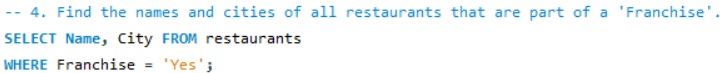 -- 4. Find the names and cities of all restaurants that are part of a 'Franchise'.
SELECT Name, City FROM restaurants
WHERE Franchise = 'Yes';